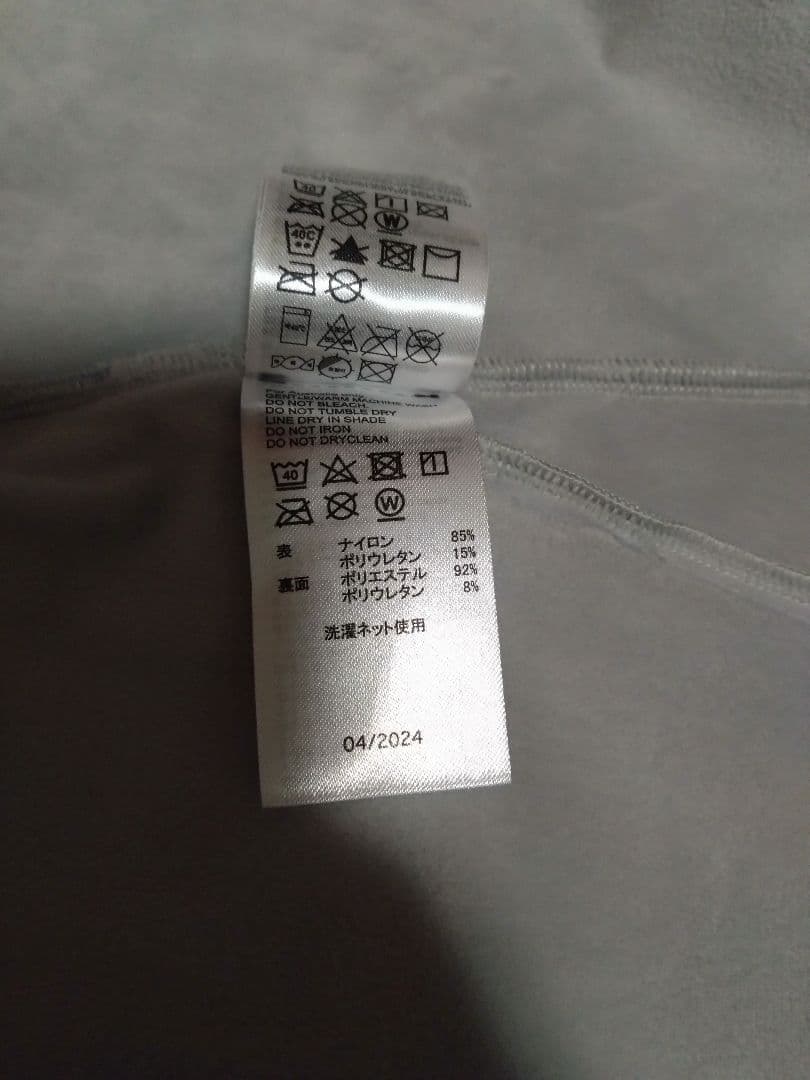 40
W
40C
GENTLE/WARM MACHINE WASH
DO NOT BLEACH
DO NOT TUMBLE DRY
LINE DRY IN SHADE
DO NOT IRON
DO NOT DRYCLEAN
40
W
表 ナイロン 85%
ポリウレタン 15%
裏面 ポリエステル 92%
ポリウレタン 8%
洗濯ネット使用
04/2024